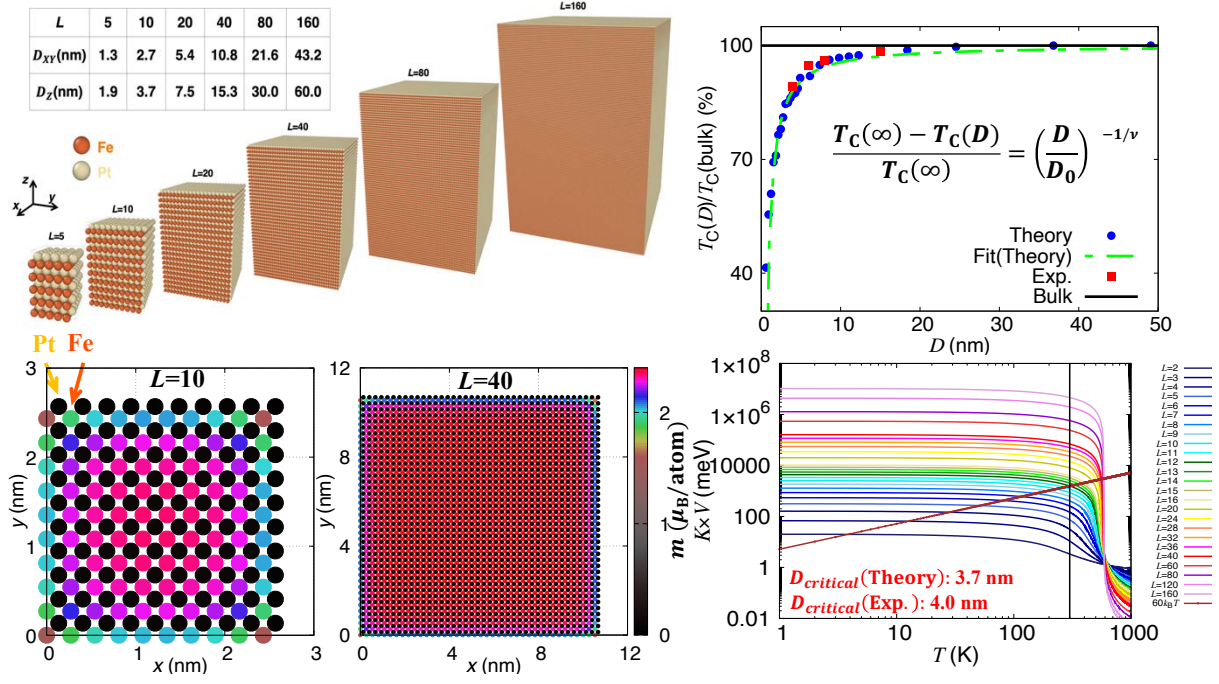 L 5 10 20 40 80 160
D_XY(nm) 1.3 2.7 5.4 10.8 21.6 43.2
D_Z(nm) 1.9 3.7 7.5 15.3 30.0 60.0
Fe
Pt
z
y
x
L=5
L=10
L=20
L=40
L=80
L=160
T_C(D)/T_C(bulk) (%)
100
70
40
T_C(∞) − T_C(D) / T_C(∞) = (D/D_0)^−1/ν
Theory
Fit(Theory)
Exp.
Bulk
0 10 20 30 40 50
D (nm)
Pt Fe
L=10
y (nm)
3
2
1
0
0 1 2 3
x (nm)
L=40
y (nm)
12
8
4
0
0 4 8 12
x (nm)
2
1
0
m (μ_B/atom)
K×V (meV)
1×10^8
1×10^6
10000
100
1
0.01
D_critical(Theory): 3.7 nm
D_critical(Exp.): 4.0 nm
1 10 100 1000
T (K)
L=2
L=3
L=4
L=5
L=6
L=7
L=8
L=9
L=10
L=11
L=12
L=13
L=14
L=15
L=16
L=20
L=24
L=28
L=32
L=36
L=40
L=60
L=80
L=120
L=160
60k_BT